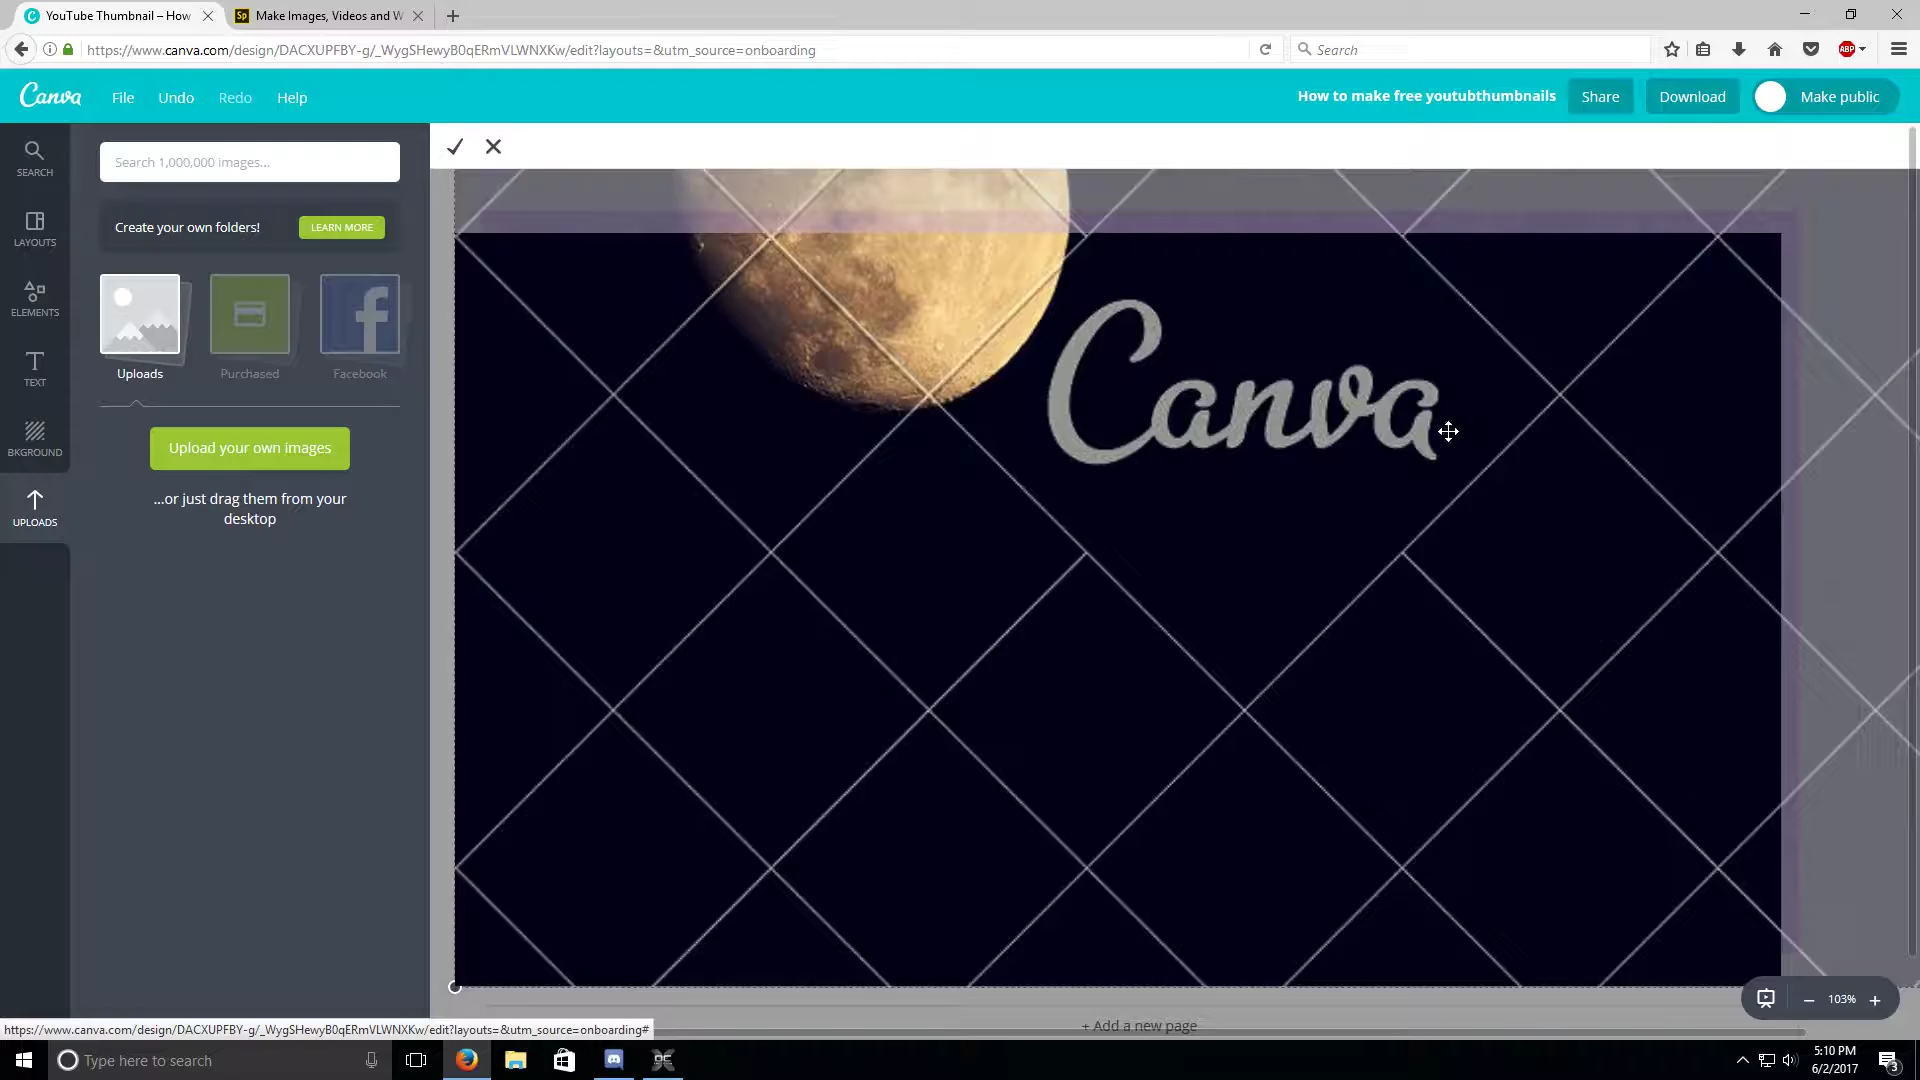 YouTube Thumbnail – How
Make Images, Videos and W
https://www.canva.com/design/DACXUPFBY-g/_WygSHewyB0qERmVLWNXKw/edit?layouts=&utm_source=onboarding
Search
ABP
Canva
File
Undo
Redo
Help
How to make free youtubthumbnails
Share
Download
Make public
SEARCH
LAYOUTS
ELEMENTS
TEXT
BKGROUND
UPLOADS
Search 1,000,000 images...
Create your own folders!
LEARN MORE
Uploads
Purchased
Facebook
Upload your own images
...or just drag them from your
desktop
Canva
103%
+ Add a new page
https://www.canva.com/design/DACXUPFBY-g/_WygSHewyB0qERmVLWNXKw/edit?layouts=&utm_source=onboarding#
Type here to search
5:10 PM
6/2/2017
3